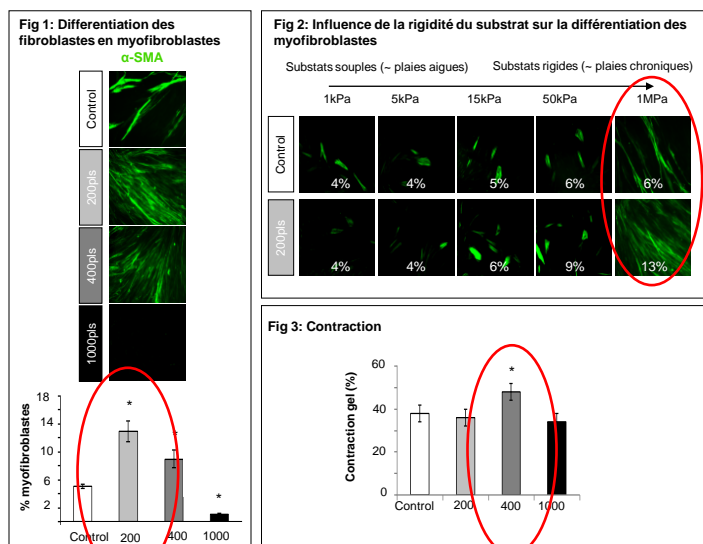 Fig 1: Differentiation des
fibroblastes en myofibroblastes
α-SMA
Control
200pls
400pls
1000pls
% myofibroblastes
18
14
10
6
2
*
*
*
Control
200
400
1000
Fig 2: Influence de la rigidité du substrat sur la différentiation des
myofibroblastes
Substats souples (~ plaies aigues)
Substats rigides (~ plaies chroniques)
1kPa
5kPa
15kPa
50kPa
1MPa
Control
4%
4%
5%
6%
6%
200pls
4%
4%
6%
9%
13%
Fig 3: Contraction
Contraction gel (%)
60
40
20
0
*
Control
200
400
1000